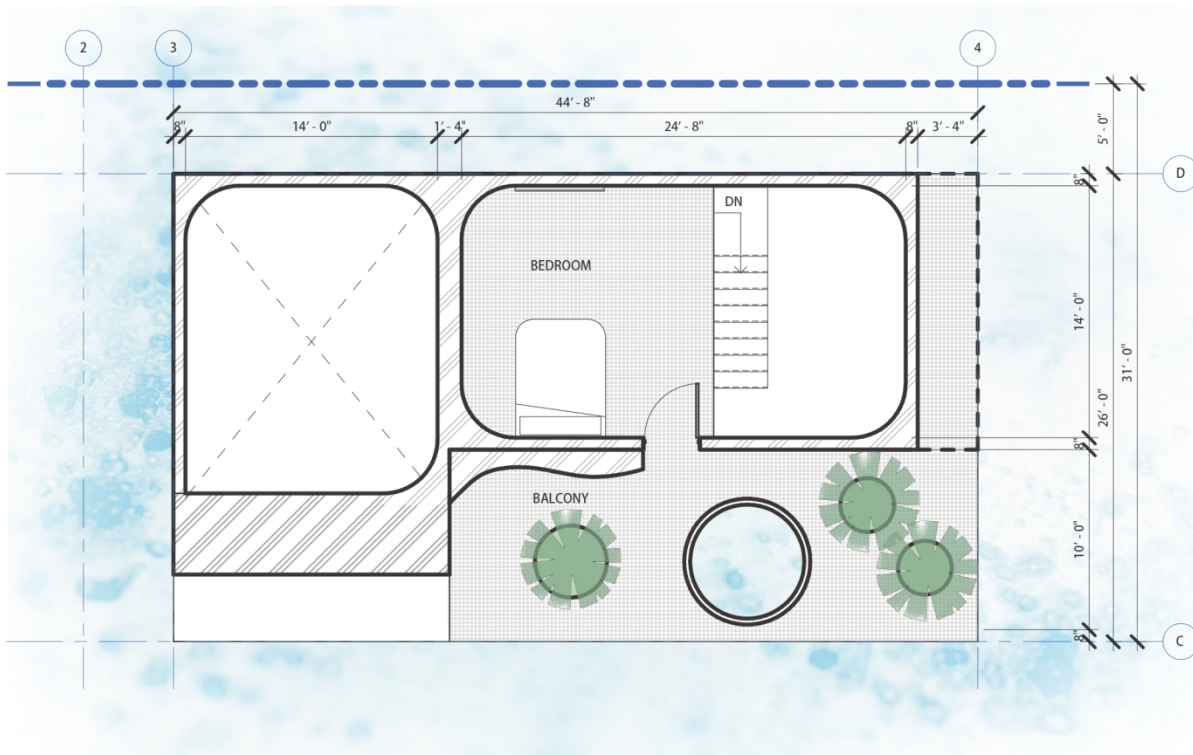 2
3
4
44' - 8"
8"
14' - 0"
1' - 4"
24' - 8"
8"
3' - 4"
5' - 0"
D
8"
DN
BEDROOM
14' - 0"
26' - 0"
31' - 0"
8"
BALCONY
10' - 0"
8"
C